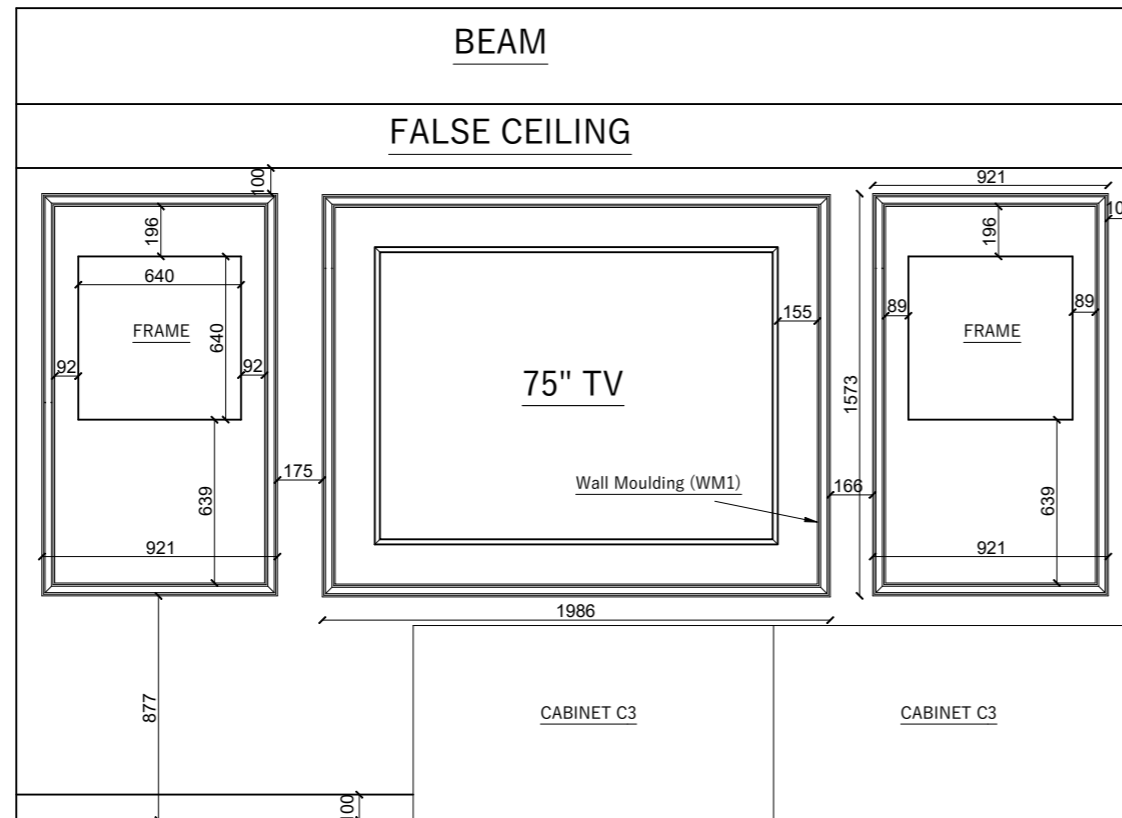 BEAM
FALSE CEILING
100
921
196
196
640
FRAME
640
92
92
155
89
89
FRAME
75" TV
1573
175
Wall Moulding (WM1)
166
639
639
921
921
1986
877
CABINET C3
CABINET C3
100